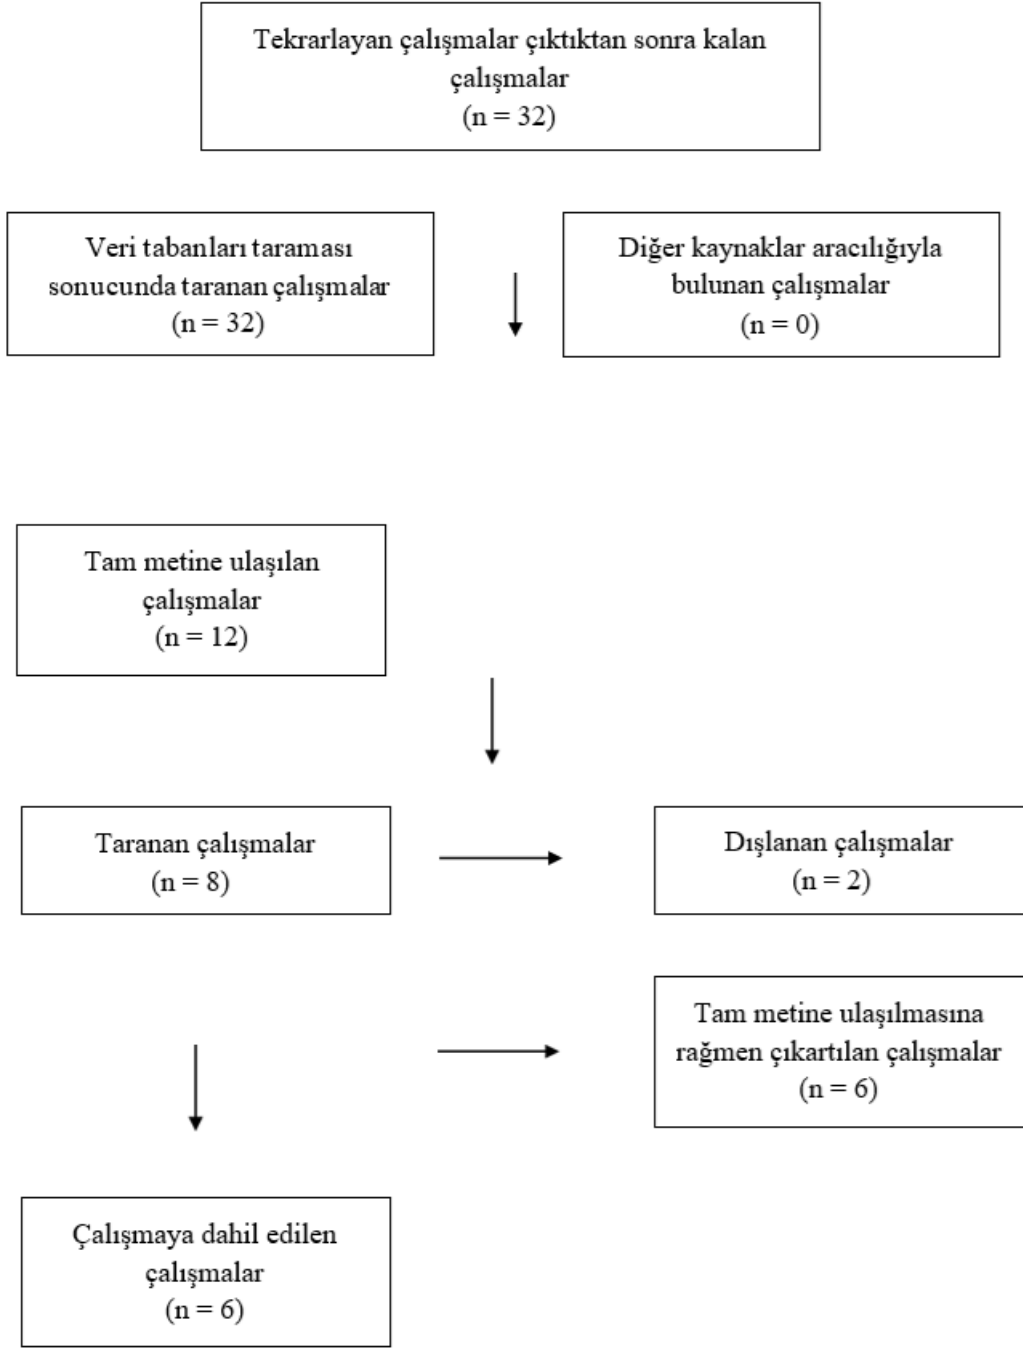 Tekrarlayan çalışmalar çıktıktan sonra kalan
çalışmalar
(n = 32)
Veri tabanları taraması
sonucunda taranan çalışmalar
(n = 32)
Diğer kaynaklar aracılığıyla
bulunan çalışmalar
(n = 0)
Tam metine ulaşılan
çalışmalar
(n = 12)
Taranan çalışmalar
(n = 8)
Dışlanan çalışmalar
(n = 2)
Tam metine ulaşılmasına
rağmen çıkartılan çalışmalar
(n = 6)
Çalışmaya dahil edilen
çalışmalar
(n = 6)